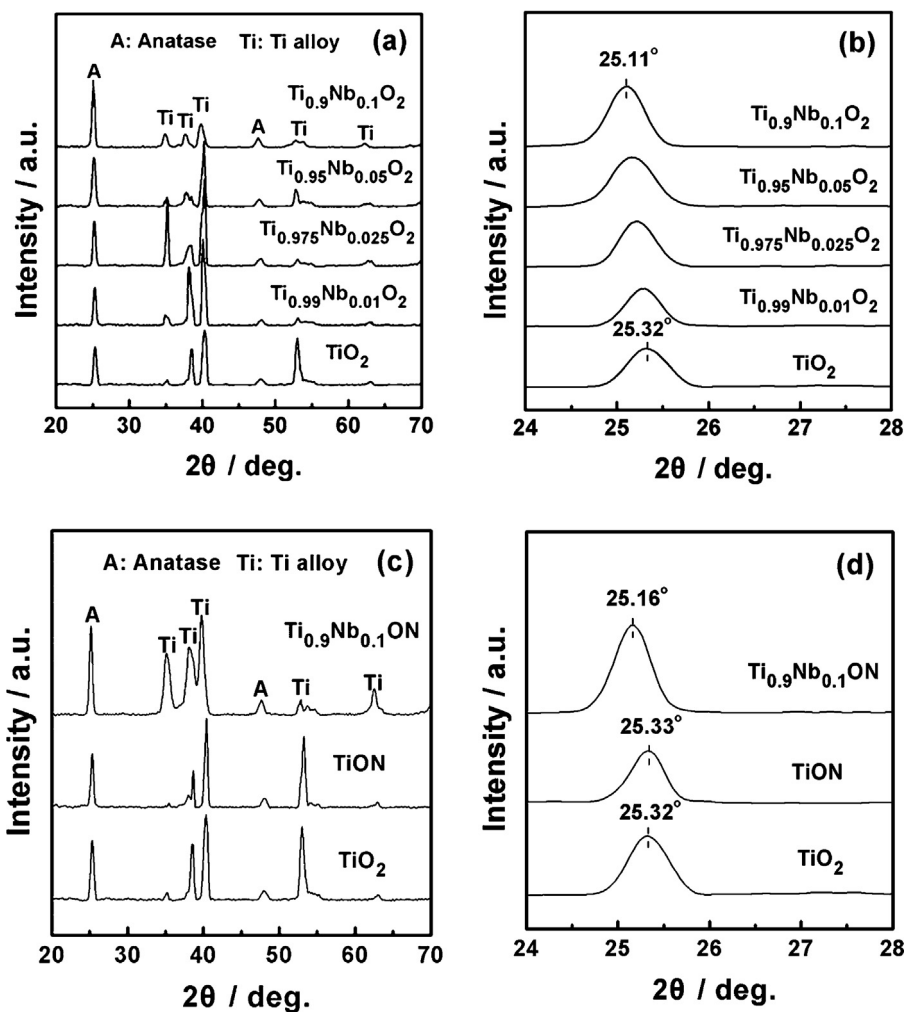 A: Anatase Ti: Ti alloy (a)
A
Ti Ti Ti A Ti Ti
Ti0.9Nb0.1O2
Ti0.95Nb0.05O2
Ti0.975Nb0.025O2
Ti0.99Nb0.01O2
TiO2
Intensity / a.u.
20 30 40 50 60 70
2θ / deg.
(b)
25.11°
Ti0.9Nb0.1O2
Ti0.95Nb0.05O2
Ti0.975Nb0.025O2
Ti0.99Nb0.01O2
25.32°
TiO2
Intensity / a.u.
24 25 26 27 28
2θ / deg.
A: Anatase Ti: Ti alloy (c)
A
Ti Ti Ti A Ti Ti
Ti0.9Nb0.1ON
TiON
TiO2
Intensity / a.u.
20 30 40 50 60 70
2θ / deg.
(d)
25.16°
Ti0.9Nb0.1ON
25.33°
TiON
25.32°
TiO2
Intensity / a.u.
24 25 26 27 28
2θ / deg.